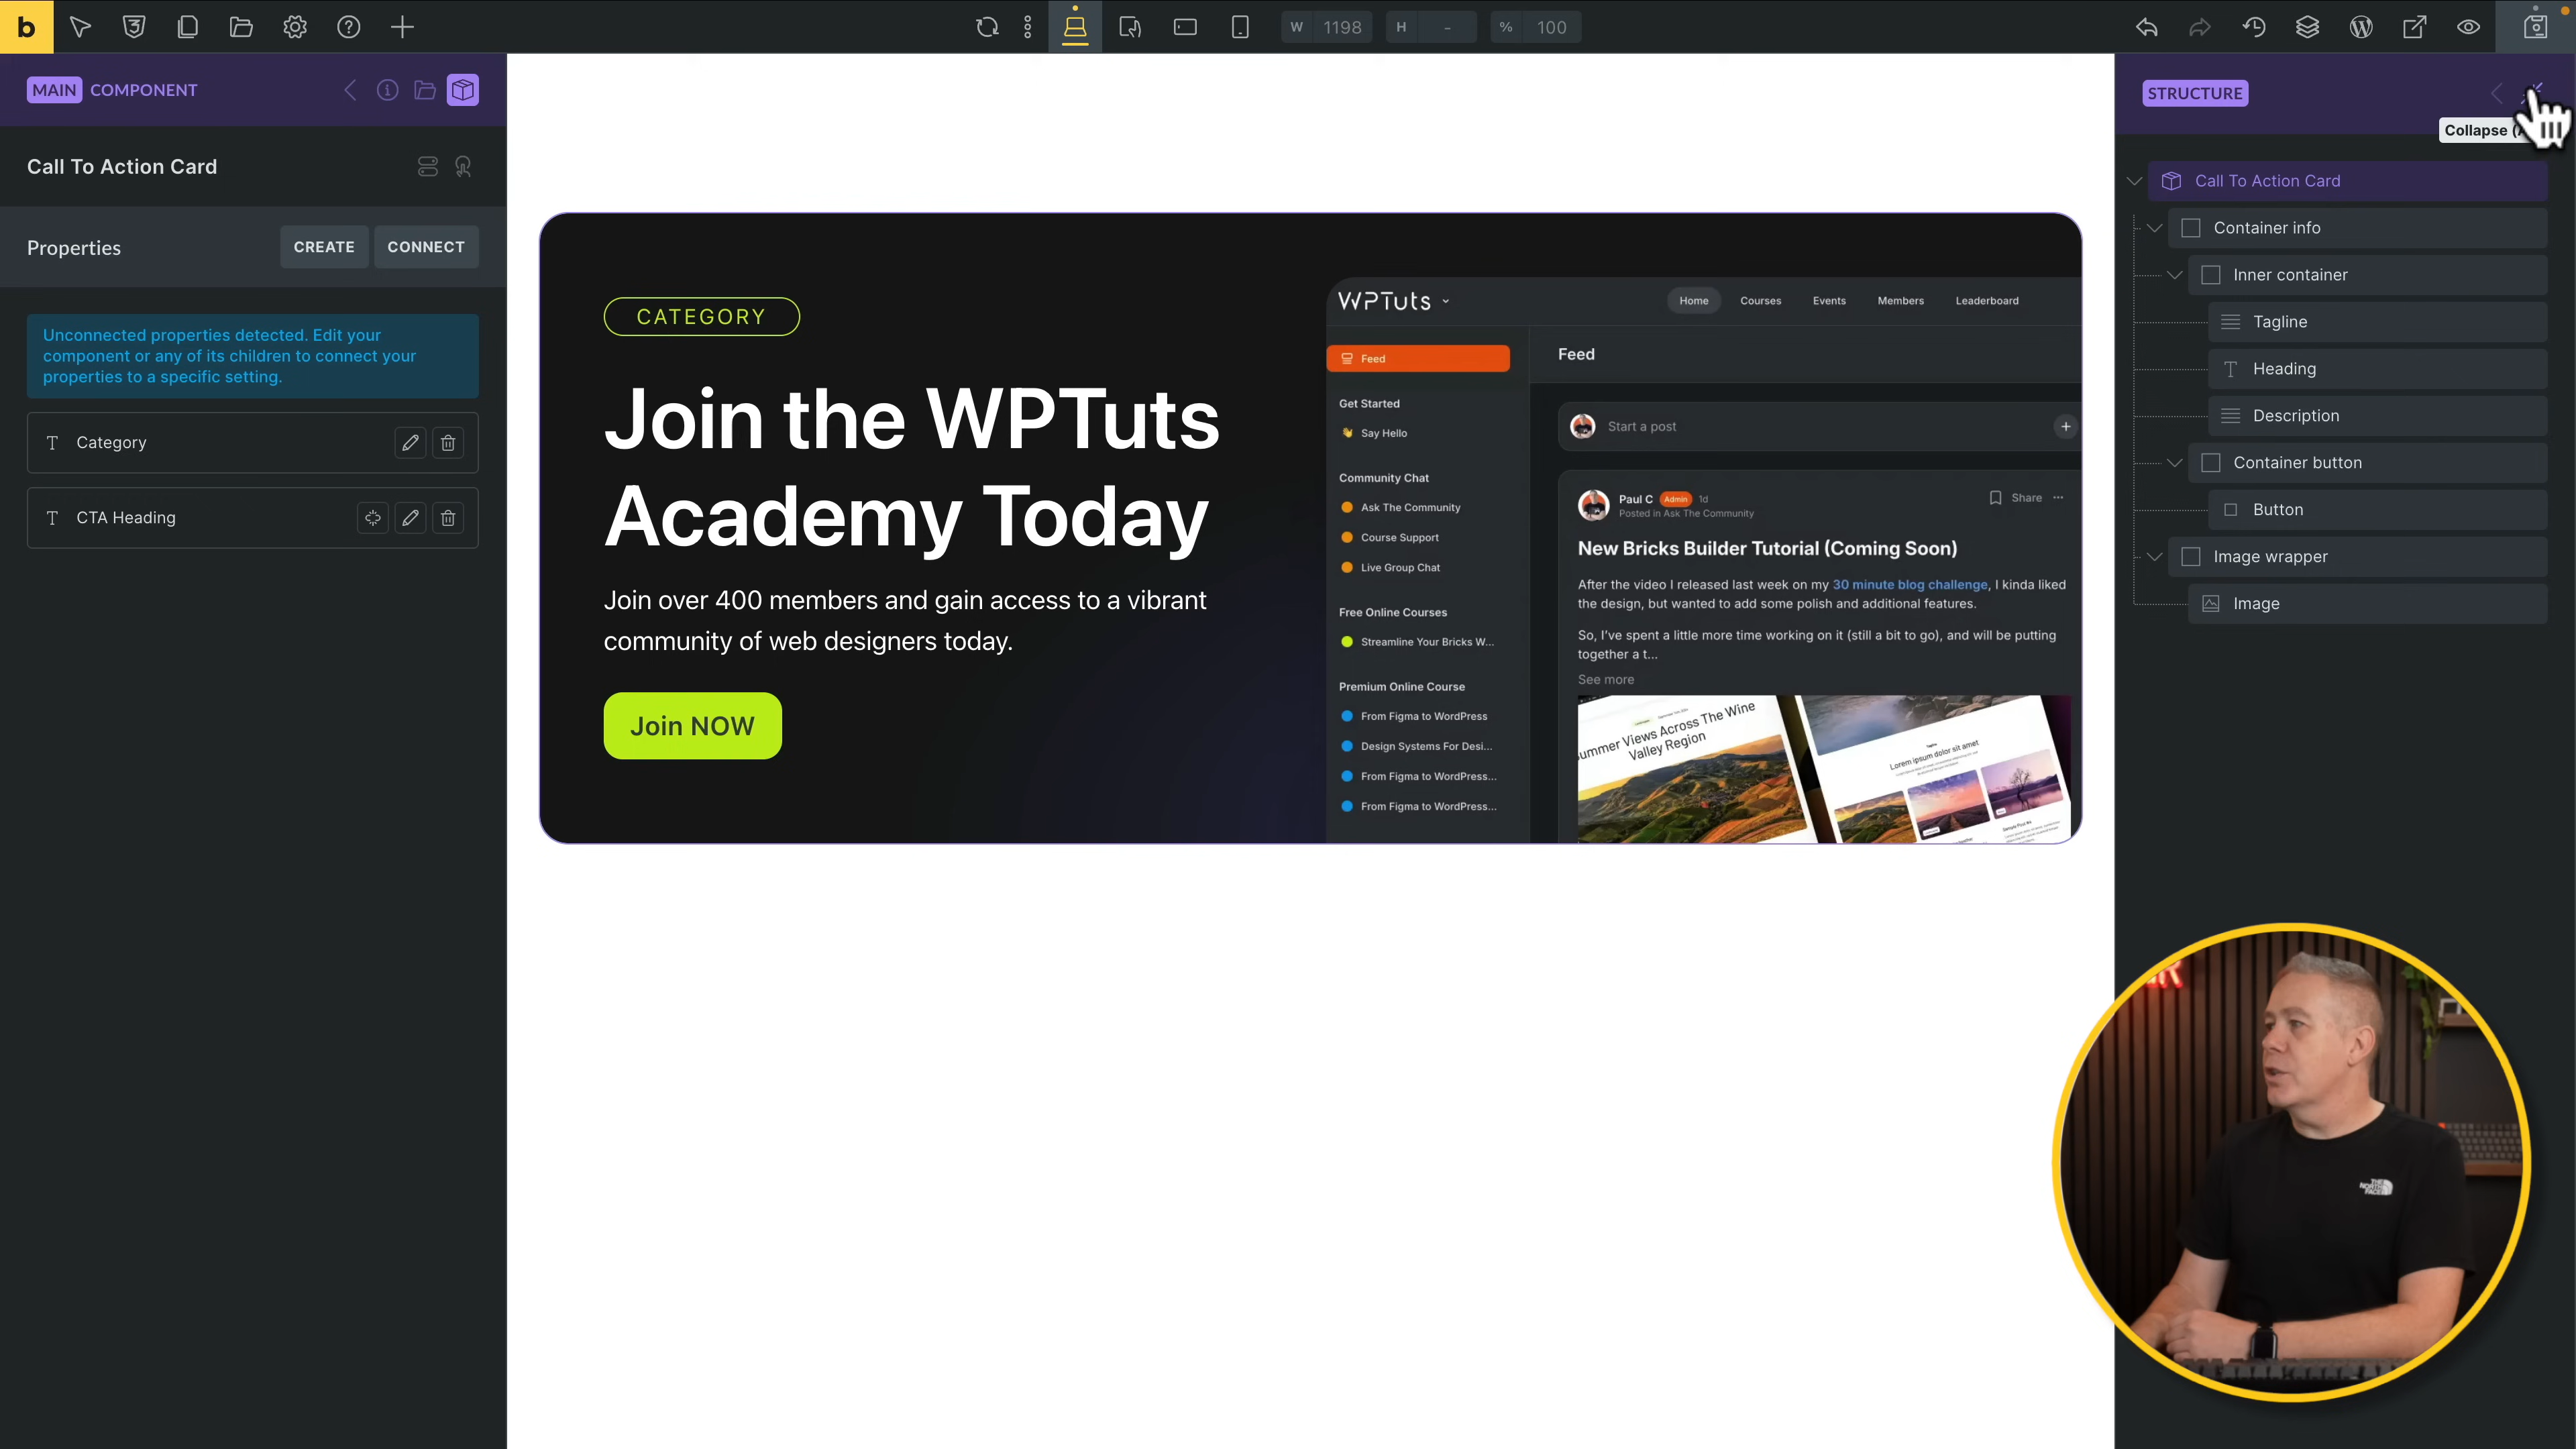 b
W 1198
H -
% 100
MAIN COMPONENT
Call To Action Card
Properties
CREATE
CONNECT
Unconnected properties detected. Edit your
component or any of its children to connect your
properties to a specific setting.
Category
CTA Heading
CATEGORY
Join the WPTuts
Academy Today
Join over 400 members and gain access to a vibrant
community of web designers today.
Join NOW
WPTuts
Home
Courses
Events
Members
Leaderboard
Feed
Get Started
Say Hello
Community Chat
Ask The Community
Course Support
Live Group Chat
Free Online Courses
Streamline Your Bricks W...
Premium Online Course
From Figma to WordPress
Design Systems For Desi...
From Figma to WordPress...
From Figma to WordPress...
Feed
Start a post
Paul C Admin 1d
Posted in Ask The Community
Share
New Bricks Builder Tutorial (Coming Soon)
After the video I released last week on my 30 minute blog challenge, I kinda liked
the design, but wanted to add some polish and additional features.
So, I've spent a little more time working on it (still a bit to go), and will be putting
together a t...
See more
Summer Views Across The Wine
Valley Region
Lorem ipsum dolor sit amet
STRUCTURE
Collapse
Call To Action Card
Container info
Inner container
Tagline
Heading
Description
Container button
Button
Image wrapper
Image
THE
NORTH
FACE